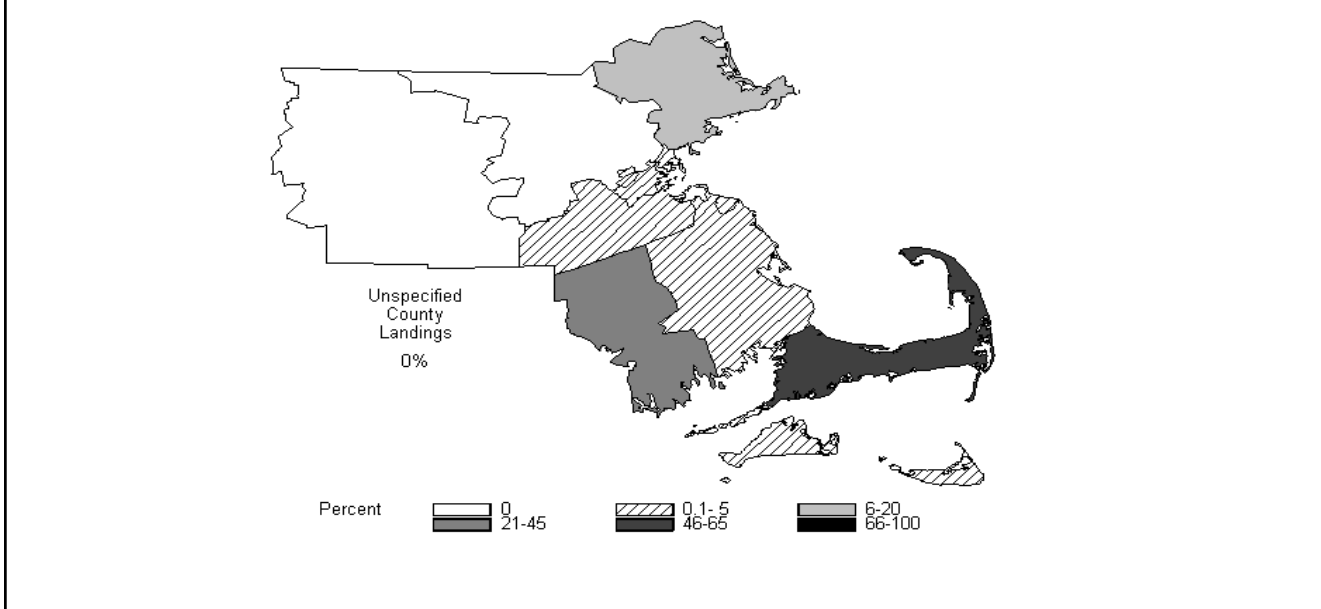 Unspecified
County
Landings
0%
Percent 0 0.1- 5 6-20
21-45 46-65 66-100